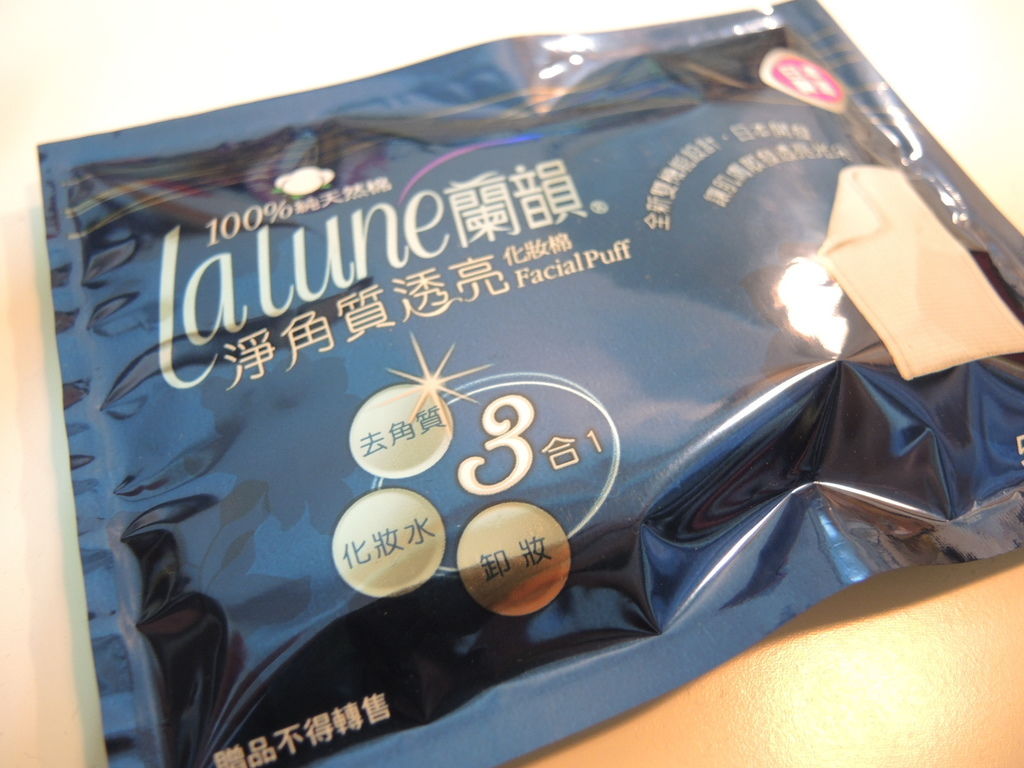 100%純天然棉
la lune蘭韻®
淨角質透亮 化妝棉 Facial Puff
去角質
3合1
化妝水
卸妝
贈品不得轉售